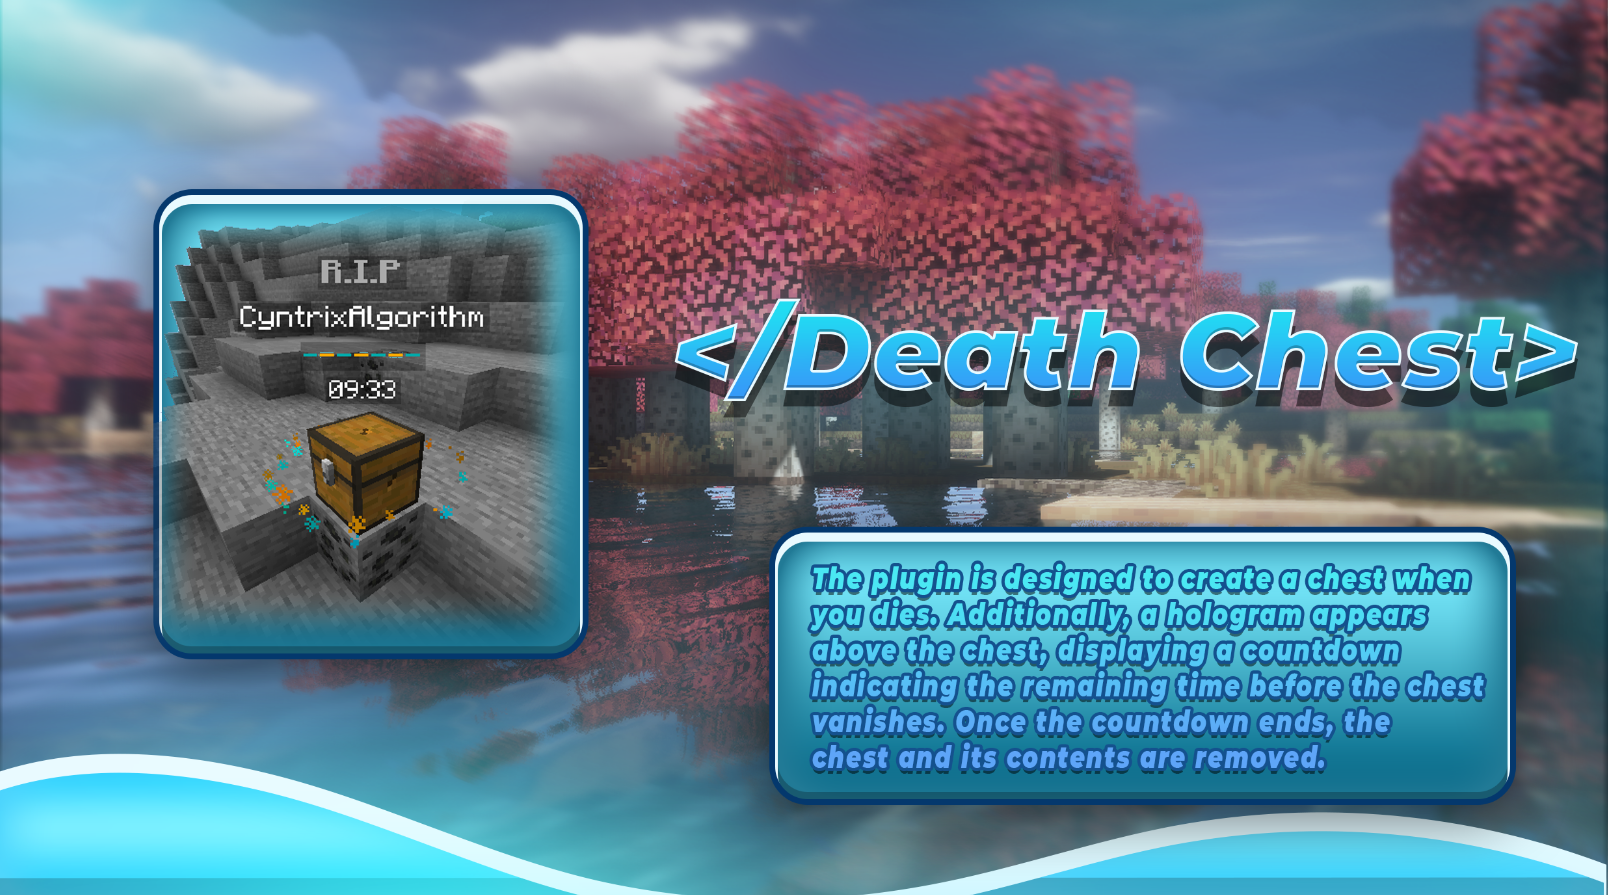 R.I.P
CyntrixAlgorithm
09:33
</Death Chest>
The plugin is designed to create a chest when
you dies. Additionally, a hologram appears
above the chest, displaying a countdown
indicating the remaining time before the chest
vanishes. Once the countdown ends, the
chest and its contents are removed.